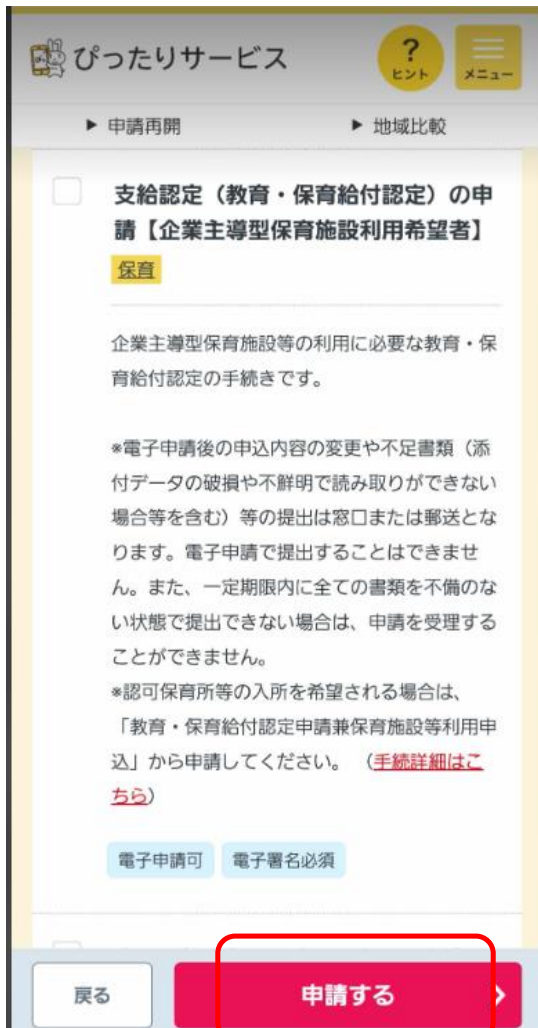 ぴったりサービス
?
ヒント
メニュー
▶ 申請再開
▶ 地域比較
支給認定（教育・保育給付認定）の申
請【企業主導型保育施設利用希望者】
保育
企業主導型保育施設等の利用に必要な教育・保
育給付認定の手続きです。
※電子申請後の申込内容の変更や不足書類（添
付データの破損や不鮮明で読み取りができない
場合等を含む）等の提出は窓口または郵送とな
ります。電子申請で提出することはできませ
ん。また、一定期限内に全ての書類を不備のな
い状態で提出できない場合は、申請を受理する
ことができません。
※認可保育所等の入所を希望される場合は、
「教育・保育給付認定申請兼保育施設等利用申
込」から申請してください。（手続詳細はこ
ちら）
電子申請可
電子署名必須
戻る
申請する